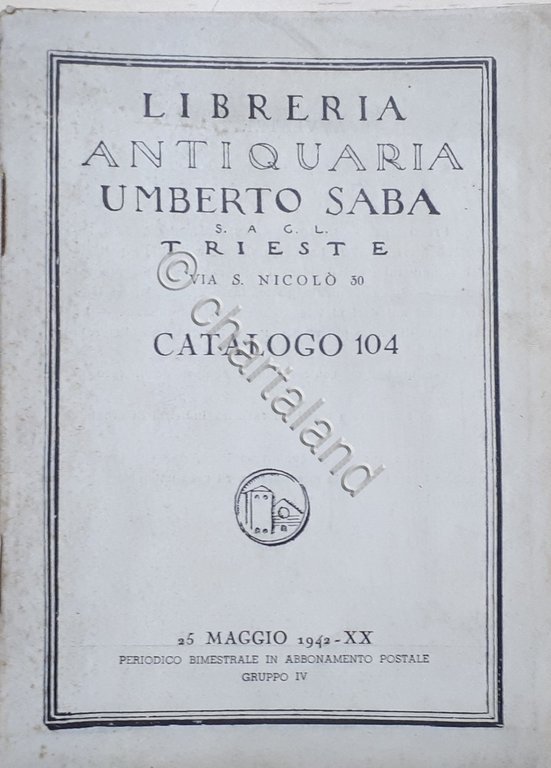 LIBRERIA
ANTIQUARIA
UMBERTO SABA
S. A C. L.
TRIESTE
VIA S. NICOLÒ 30
CATALOGO 104
© chartaland
25 MAGGIO 1942-XX
PERIODICO BIMESTRALE IN ABBONAMENTO POSTALE
GRUPPO IV